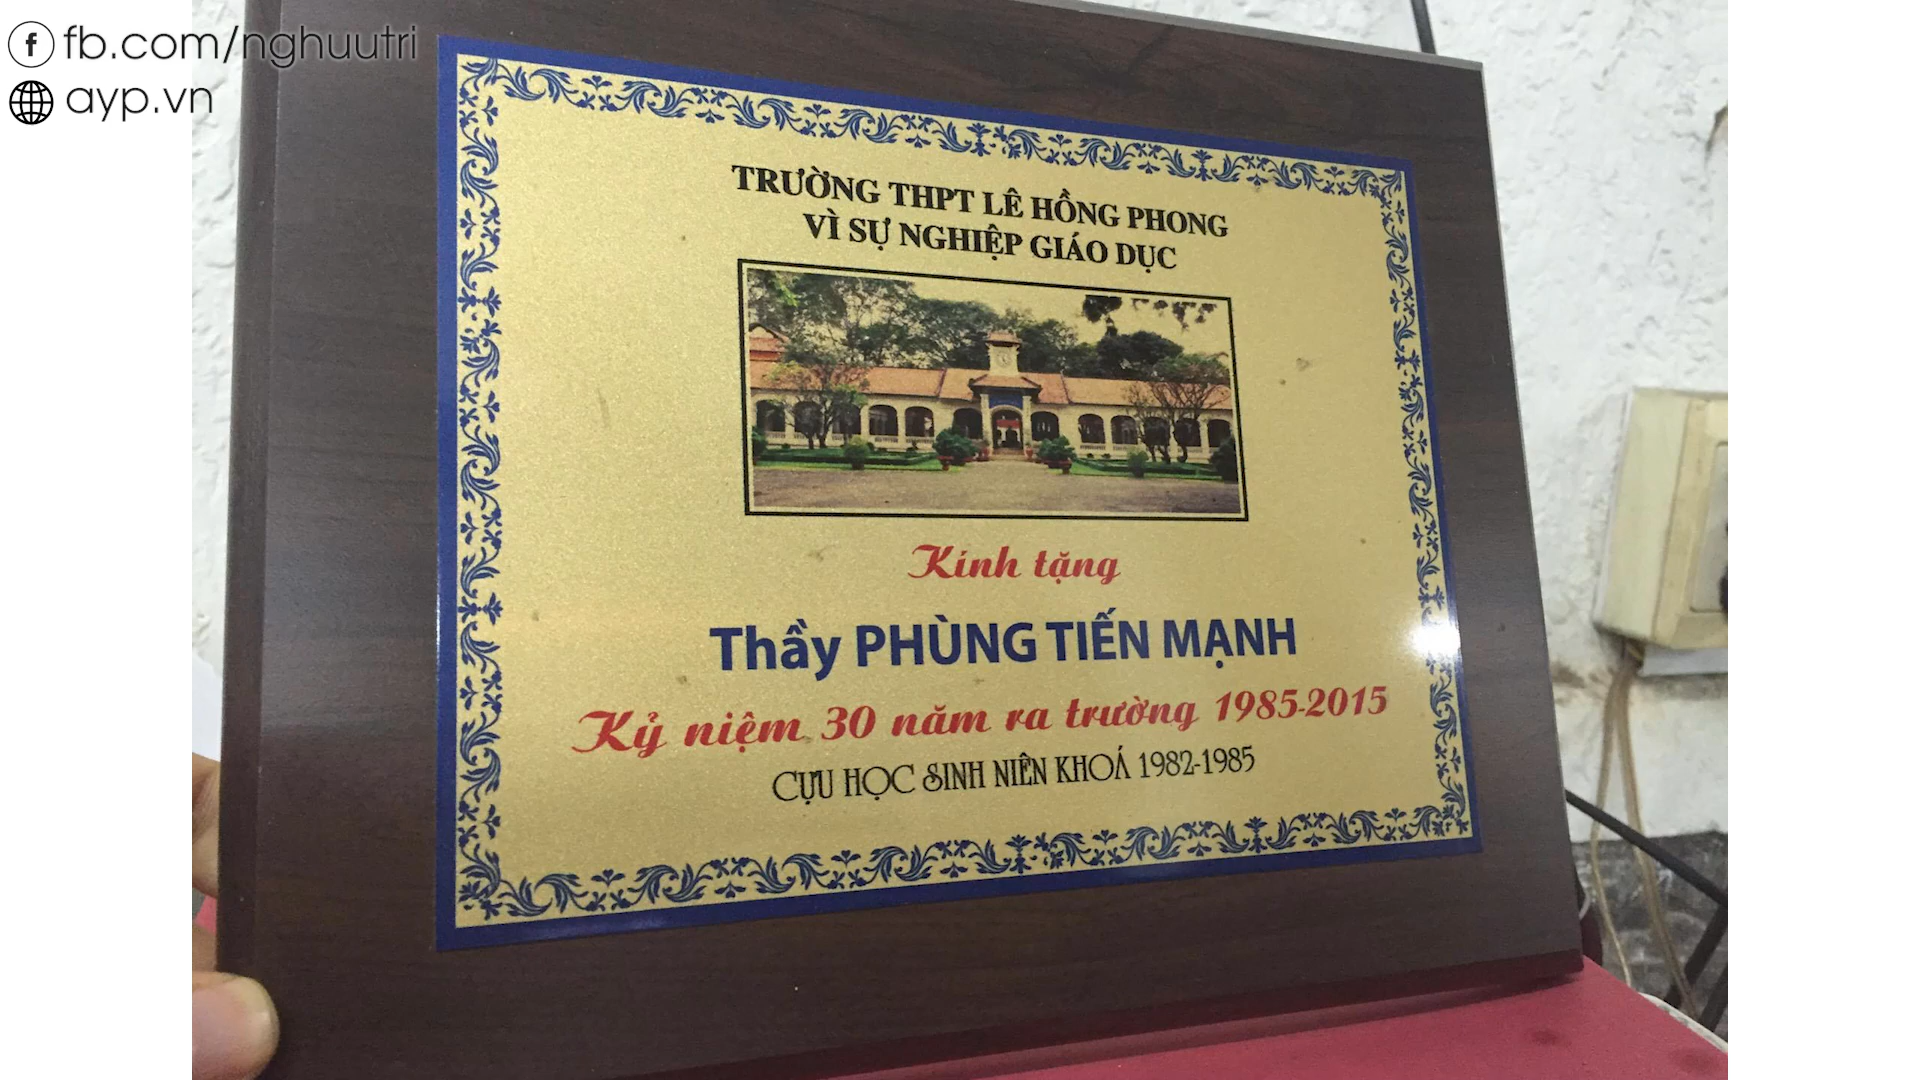 fb.com/nghuutri
ayp.vn
TRƯỜNG THPT LÊ HỒNG PHONG
VÌ SỰ NGHIỆP GIÁO DỤC
Kính tặng
Thầy PHÙNG TIẾN MẠNH
Kỷ niệm 30 năm ra trường 1985-2015
CỰU HỌC SINH NIÊN KHOÁ 1982-1985